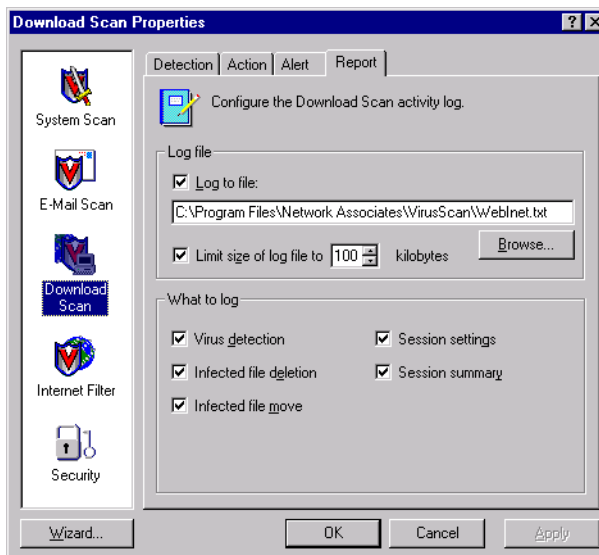 Download Scan Properties
System Scan
E-Mail Scan
Download
Scan
Internet Filter
Security
Detection Action Alert Report
Configure the Download Scan activity log.
Log file
Log to file:
C:\Program Files\Network Associates\VirusScan\WebInet.txt
Limit size of log file to 100 kilobytes
Browse...
What to log
Virus detection Session settings
Infected file deletion Session summary
Infected file move
Wizard... OK Cancel Apply